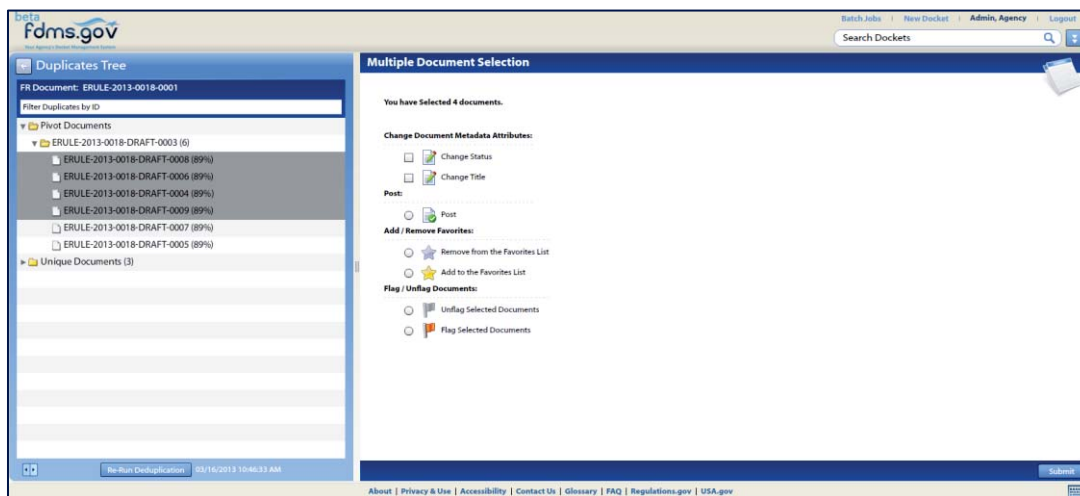 beta
fdms.gov
Your Agency's Docket Management System
Batch Jobs | New Docket | Admin, Agency | Logout
Search Dockets
Duplicates Tree
FR Document: ERULE-2013-0018-0001
Filter Duplicates by ID
Pivot Documents
ERULE-2013-0018-DRAFT-0003 (6)
ERULE-2013-0018-DRAFT-0008 (89%)
ERULE-2013-0018-DRAFT-0006 (89%)
ERULE-2013-0018-DRAFT-0004 (89%)
ERULE-2013-0018-DRAFT-0009 (89%)
ERULE-2013-0018-DRAFT-0007 (89%)
ERULE-2013-0018-DRAFT-0005 (89%)
Unique Documents (3)
Re-Run Deduplication 03/16/2013 10:46:33 AM
Multiple Document Selection
You have Selected 4 documents.
Change Document Metadata Attributes:
Change Status
Change Title
Post:
Post
Add / Remove Favorites:
Remove from the Favorites List
Add to the Favorites List
Flag / Unflag Documents:
Unflag Selected Documents
Flag Selected Documents
Submit
About | Privacy & Use | Accessibility | Contact Us | Glossary | FAQ | Regulations.gov | USA.gov